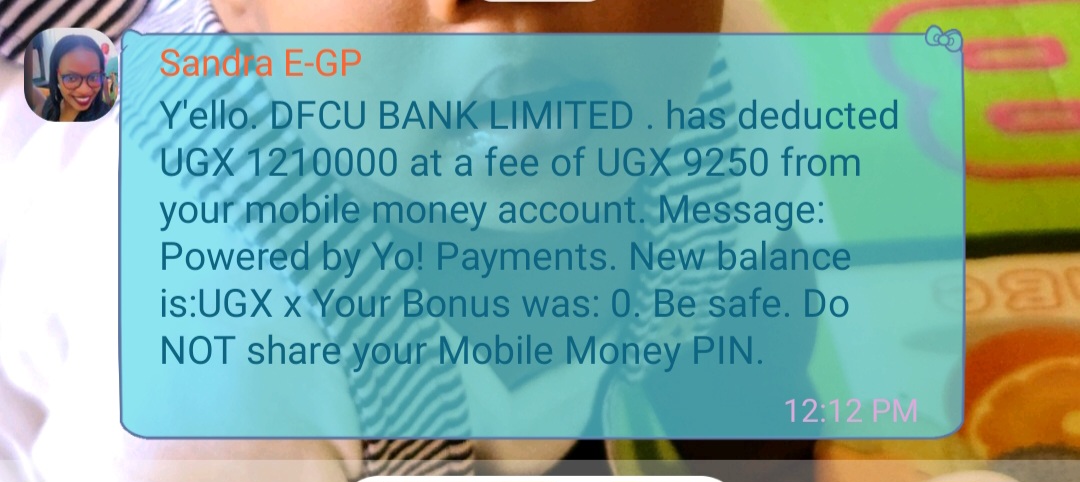 Sandra E-GP
Y'ello. DFCU BANK LIMITED . has deducted
UGX 1210000 at a fee of UGX 9250 from
your mobile money account. Message:
Powered by Yo! Payments. New balance
is:UGX x Your Bonus was: 0. Be safe. Do
NOT share your Mobile Money PIN.
12:12 PM